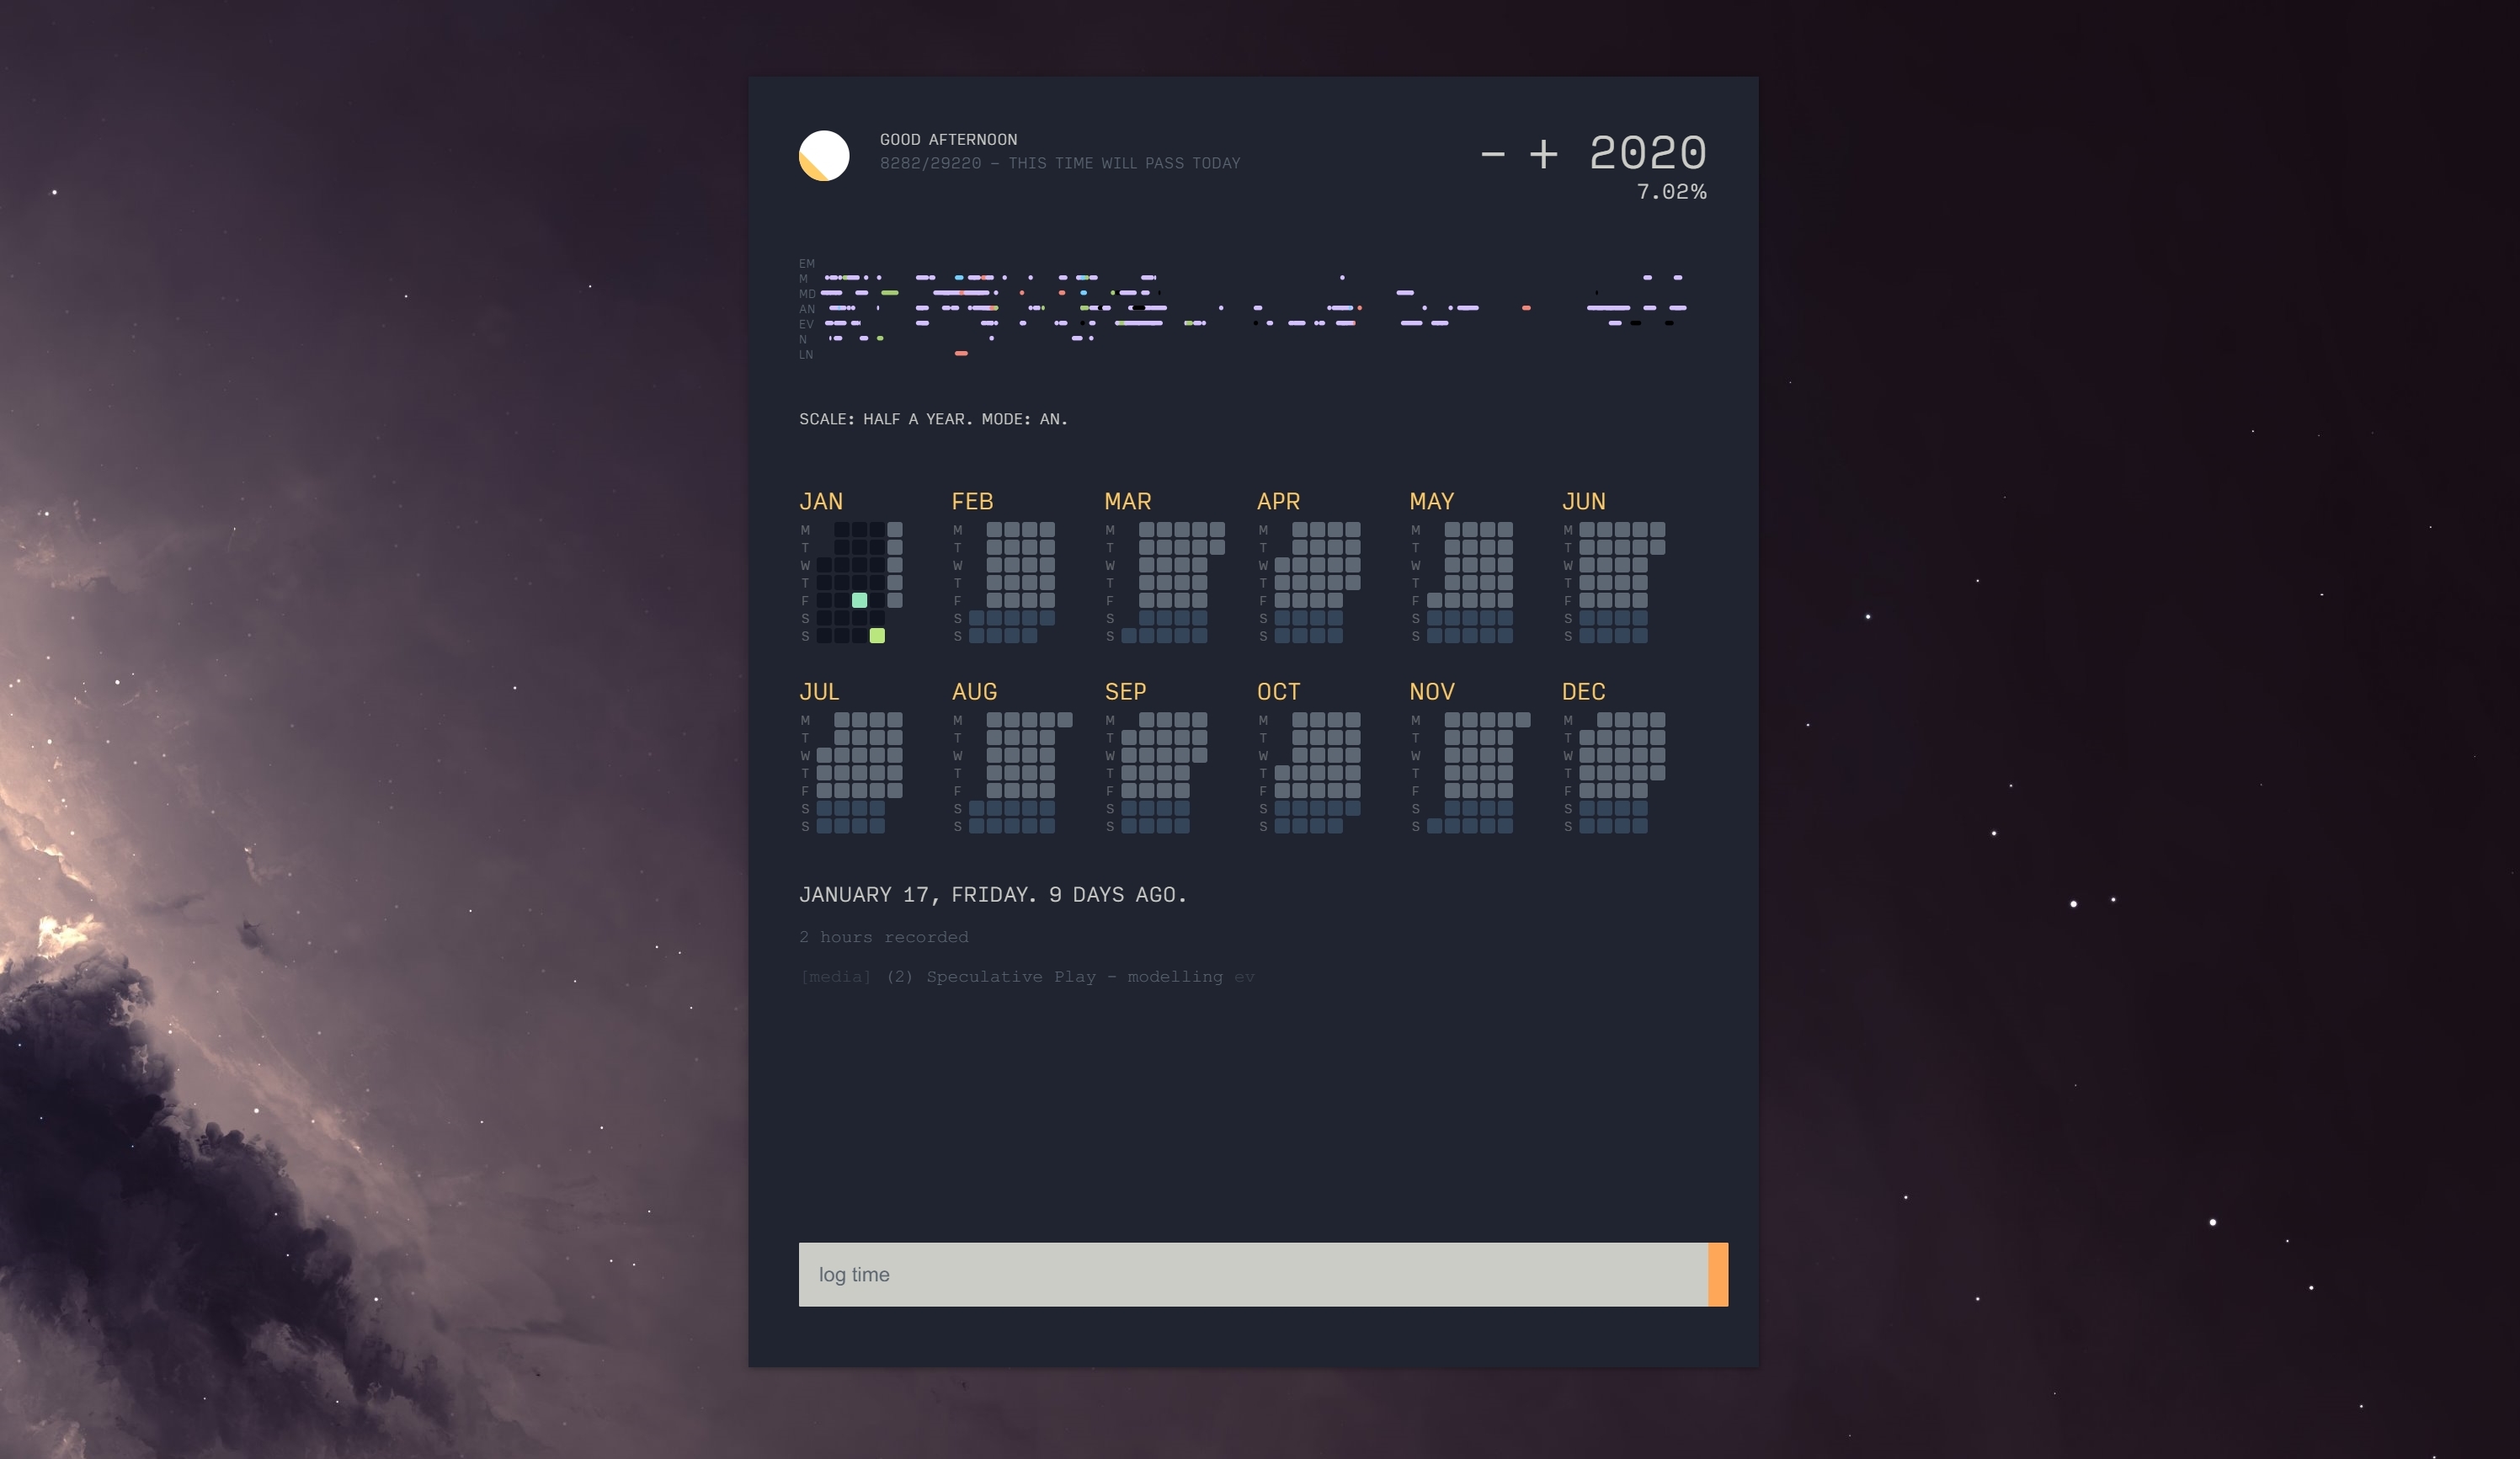 GOOD AFTERNOON
8282/29220 — THIS TIME WILL PASS TODAY
− + 2020
7.02%
EM
M
MD
AN
EV
N
LN
SCALE: HALF A YEAR. MODE: AN.
JAN FEB MAR APR MAY JUN
M M M M M M
T T T T T T
W W W W W W
T T T T T T
F F F F F F
S S S S S S
S S S S S S
JUL AUG SEP OCT NOV DEC
M M M M M M
T T T T T T
W W W W W W
T T T T T T
F F F F F F
S S S S S S
S S S S S S
JANUARY 17, FRIDAY. 9 DAYS AGO.
2 hours recorded
[media] (2) Speculative Play - modelling ev
log time